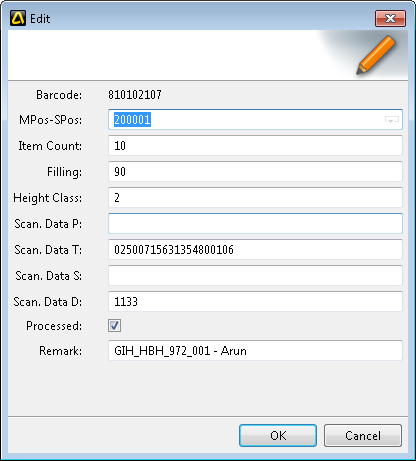 Edit
Barcode: 810102107
MPos-SPos: 200001
Item Count: 10
Filling: 90
Height Class: 2
Scan. Data P:
Scan. Data T: 02500715631354800106
Scan. Data S:
Scan. Data D: 1133
Processed:
Remark: GIH_HBH_972_001 - Arun
OK Cancel